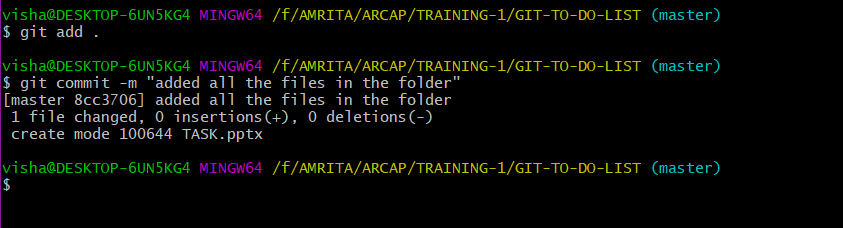 visha@DESKTOP-6UN5KG4 MINGW64 /f/AMRITA/ARCAP/TRAINING-1/GIT-TO-DO-LIST (master)
$ git add .
visha@DESKTOP-6UN5KG4 MINGW64 /f/AMRITA/ARCAP/TRAINING-1/GIT-TO-DO-LIST (master)
$ git commit -m "added all the files in the folder"
[master 8cc3706] added all the files in the folder
 1 file changed, 0 insertions(+), 0 deletions(-)
 create mode 100644 TASK.pptx
visha@DESKTOP-6UN5KG4 MINGW64 /f/AMRITA/ARCAP/TRAINING-1/GIT-TO-DO-LIST (master)
$